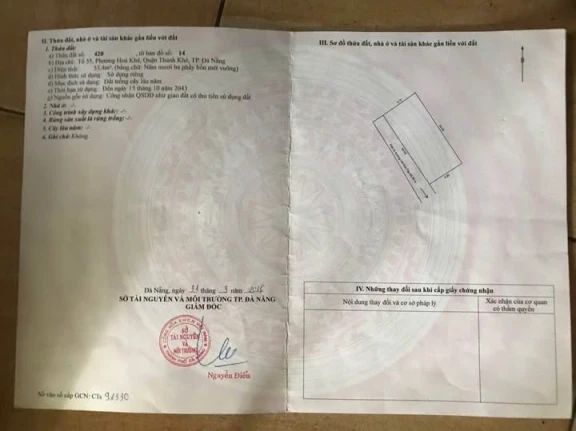 II. Thửa đất, nhà ở và tài sản khác gắn liền với đất
1. Thửa đất:
a) Thửa đất số: 420 , tờ bản đồ số: 14
b) Địa chỉ: Tổ 55, Phường Hoà Khê, Quận Thanh Khê, TP. Đà Nẵng
c) Diện tích: 53,4m², (bằng chữ: Năm mươi ba phẩy bốn mét vuông)
d) Hình thức sử dụng: Sử dụng riêng
đ) Mục đích sử dụng: Đất trồng cây lâu năm.
e) Thời hạn sử dụng: Đến ngày 15 tháng 10 năm 2043
g) Nguồn gốc sử dụng: Công nhận QSDĐ như giao đất có thu tiền sử dụng đất
2. Nhà ở: -/-
3. Công trình xây dựng khác: -/-
4. Rừng sản xuất là rừng trồng: -/-
5. Cây lâu năm: -/-
6. Ghi chú: Không
Đà Nẵng, ngày tháng năm
SỞ TÀI NGUYÊN VÀ MÔI TRƯỜNG TP. ĐÀ NẴNG
GIÁM ĐỐC
SỞ
TÀI NGUYÊN
VÀ
MÔI TRƯỜNG
Nguyễn Điểu
Số vào sổ cấp GCN: CTs
III. Sơ đồ thửa đất, nhà ở và tài sản khác gắn liền với đất
IV. Những thay đổi sau khi cấp giấy chứng nhận
Nội dung thay đổi và cơ sở pháp lý
Xác nhận của cơ quan
có thẩm quyền